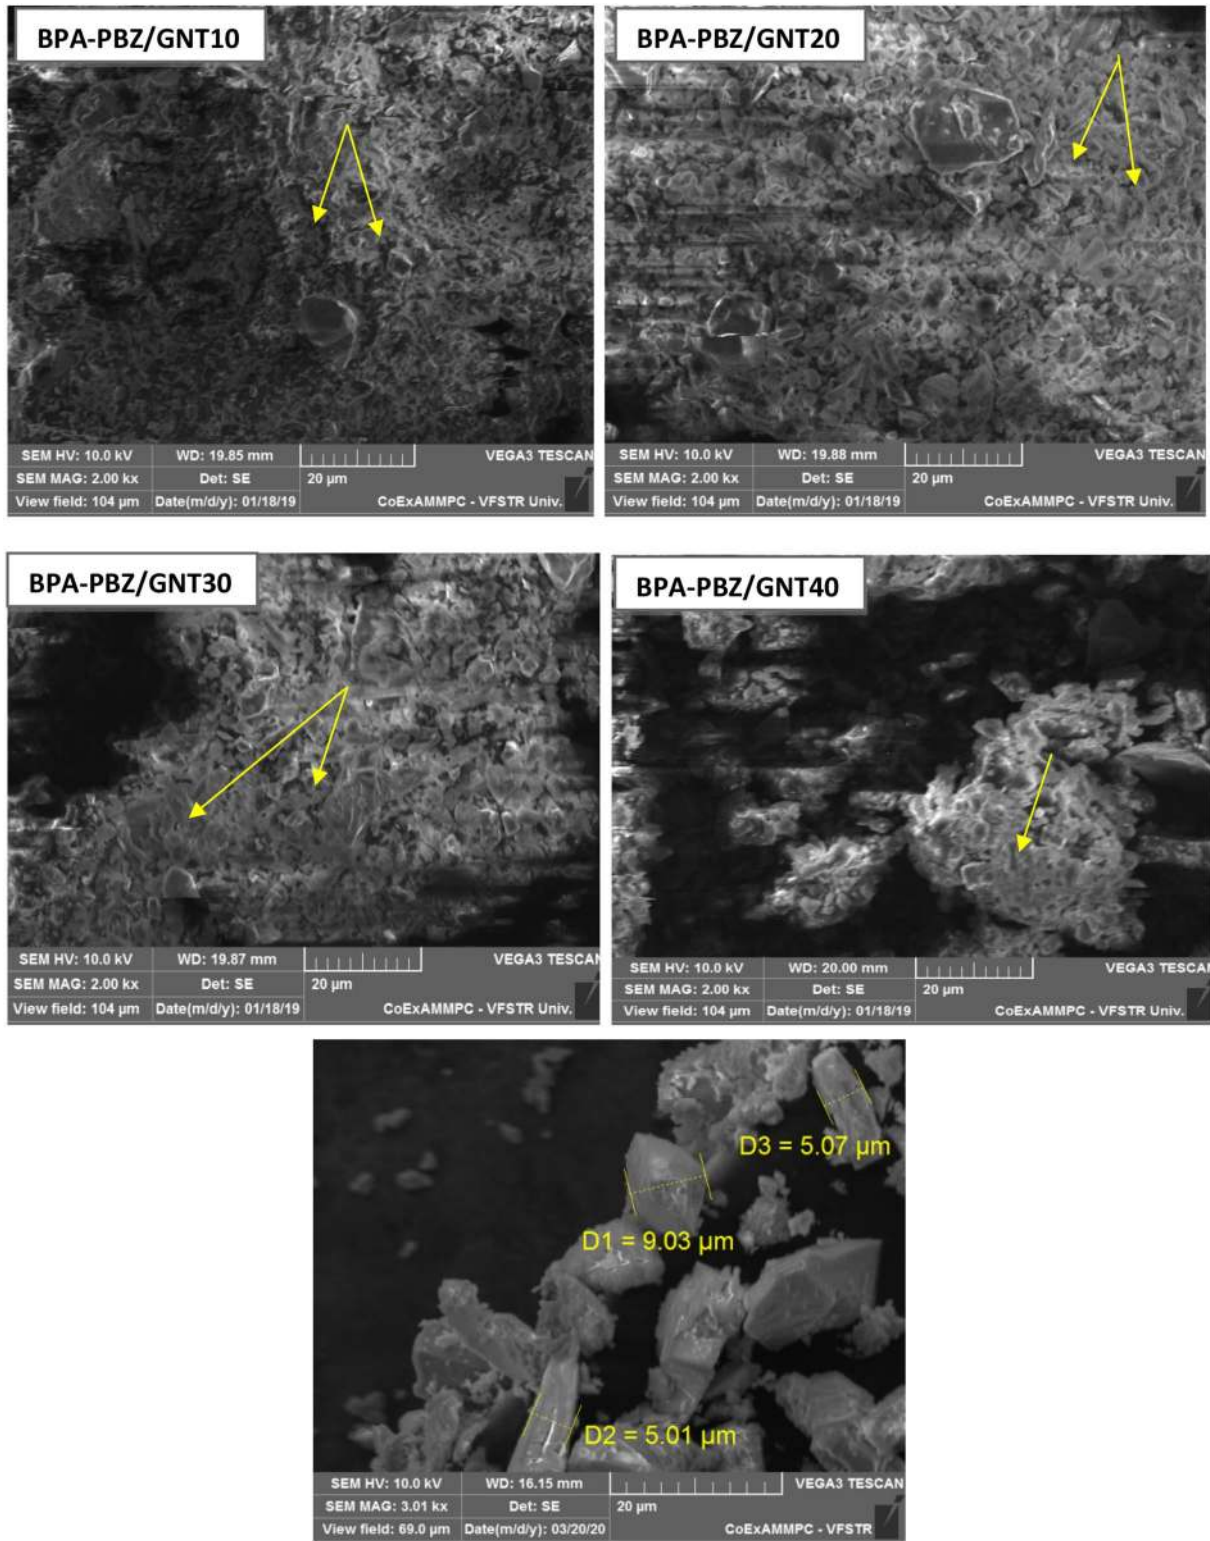 BPA-PBZ/GNT10
SEM HV: 10.0 kV WD: 19.85 mm VEGA3 TESCAN
SEM MAG: 2.00 kx Det: SE 20 µm
View field: 104 µm Date(m/d/y): 01/18/19 CoExAMMPC - VFSTR Univ.
BPA-PBZ/GNT20
SEM HV: 10.0 kV WD: 19.88 mm VEGA3 TESCAN
SEM MAG: 2.00 kx Det: SE 20 µm
View field: 104 µm Date(m/d/y): 01/18/19 CoExAMMPC - VFSTR Univ.
BPA-PBZ/GNT30
SEM HV: 10.0 kV WD: 19.87 mm VEGA3 TESCAN
SEM MAG: 2.00 kx Det: SE 20 µm
View field: 104 µm Date(m/d/y): 01/18/19 CoExAMMPC - VFSTR Univ.
BPA-PBZ/GNT40
SEM HV: 10.0 kV WD: 20.00 mm VEGA3 TESCAN
SEM MAG: 2.00 kx Det: SE 20 µm
View field: 104 µm Date(m/d/y): 01/18/19 CoExAMMPC - VFSTR Univ.
D3 = 5.07 µm
D1 = 9.03 µm
D2 = 5.01 µm
SEM HV: 10.0 kV WD: 16.15 mm VEGA3 TESCAN
SEM MAG: 3.01 kx Det: SE 20 µm
View field: 69.0 µm Date(m/d/y): 03/20/20 CoExAMMPC - VFSTR